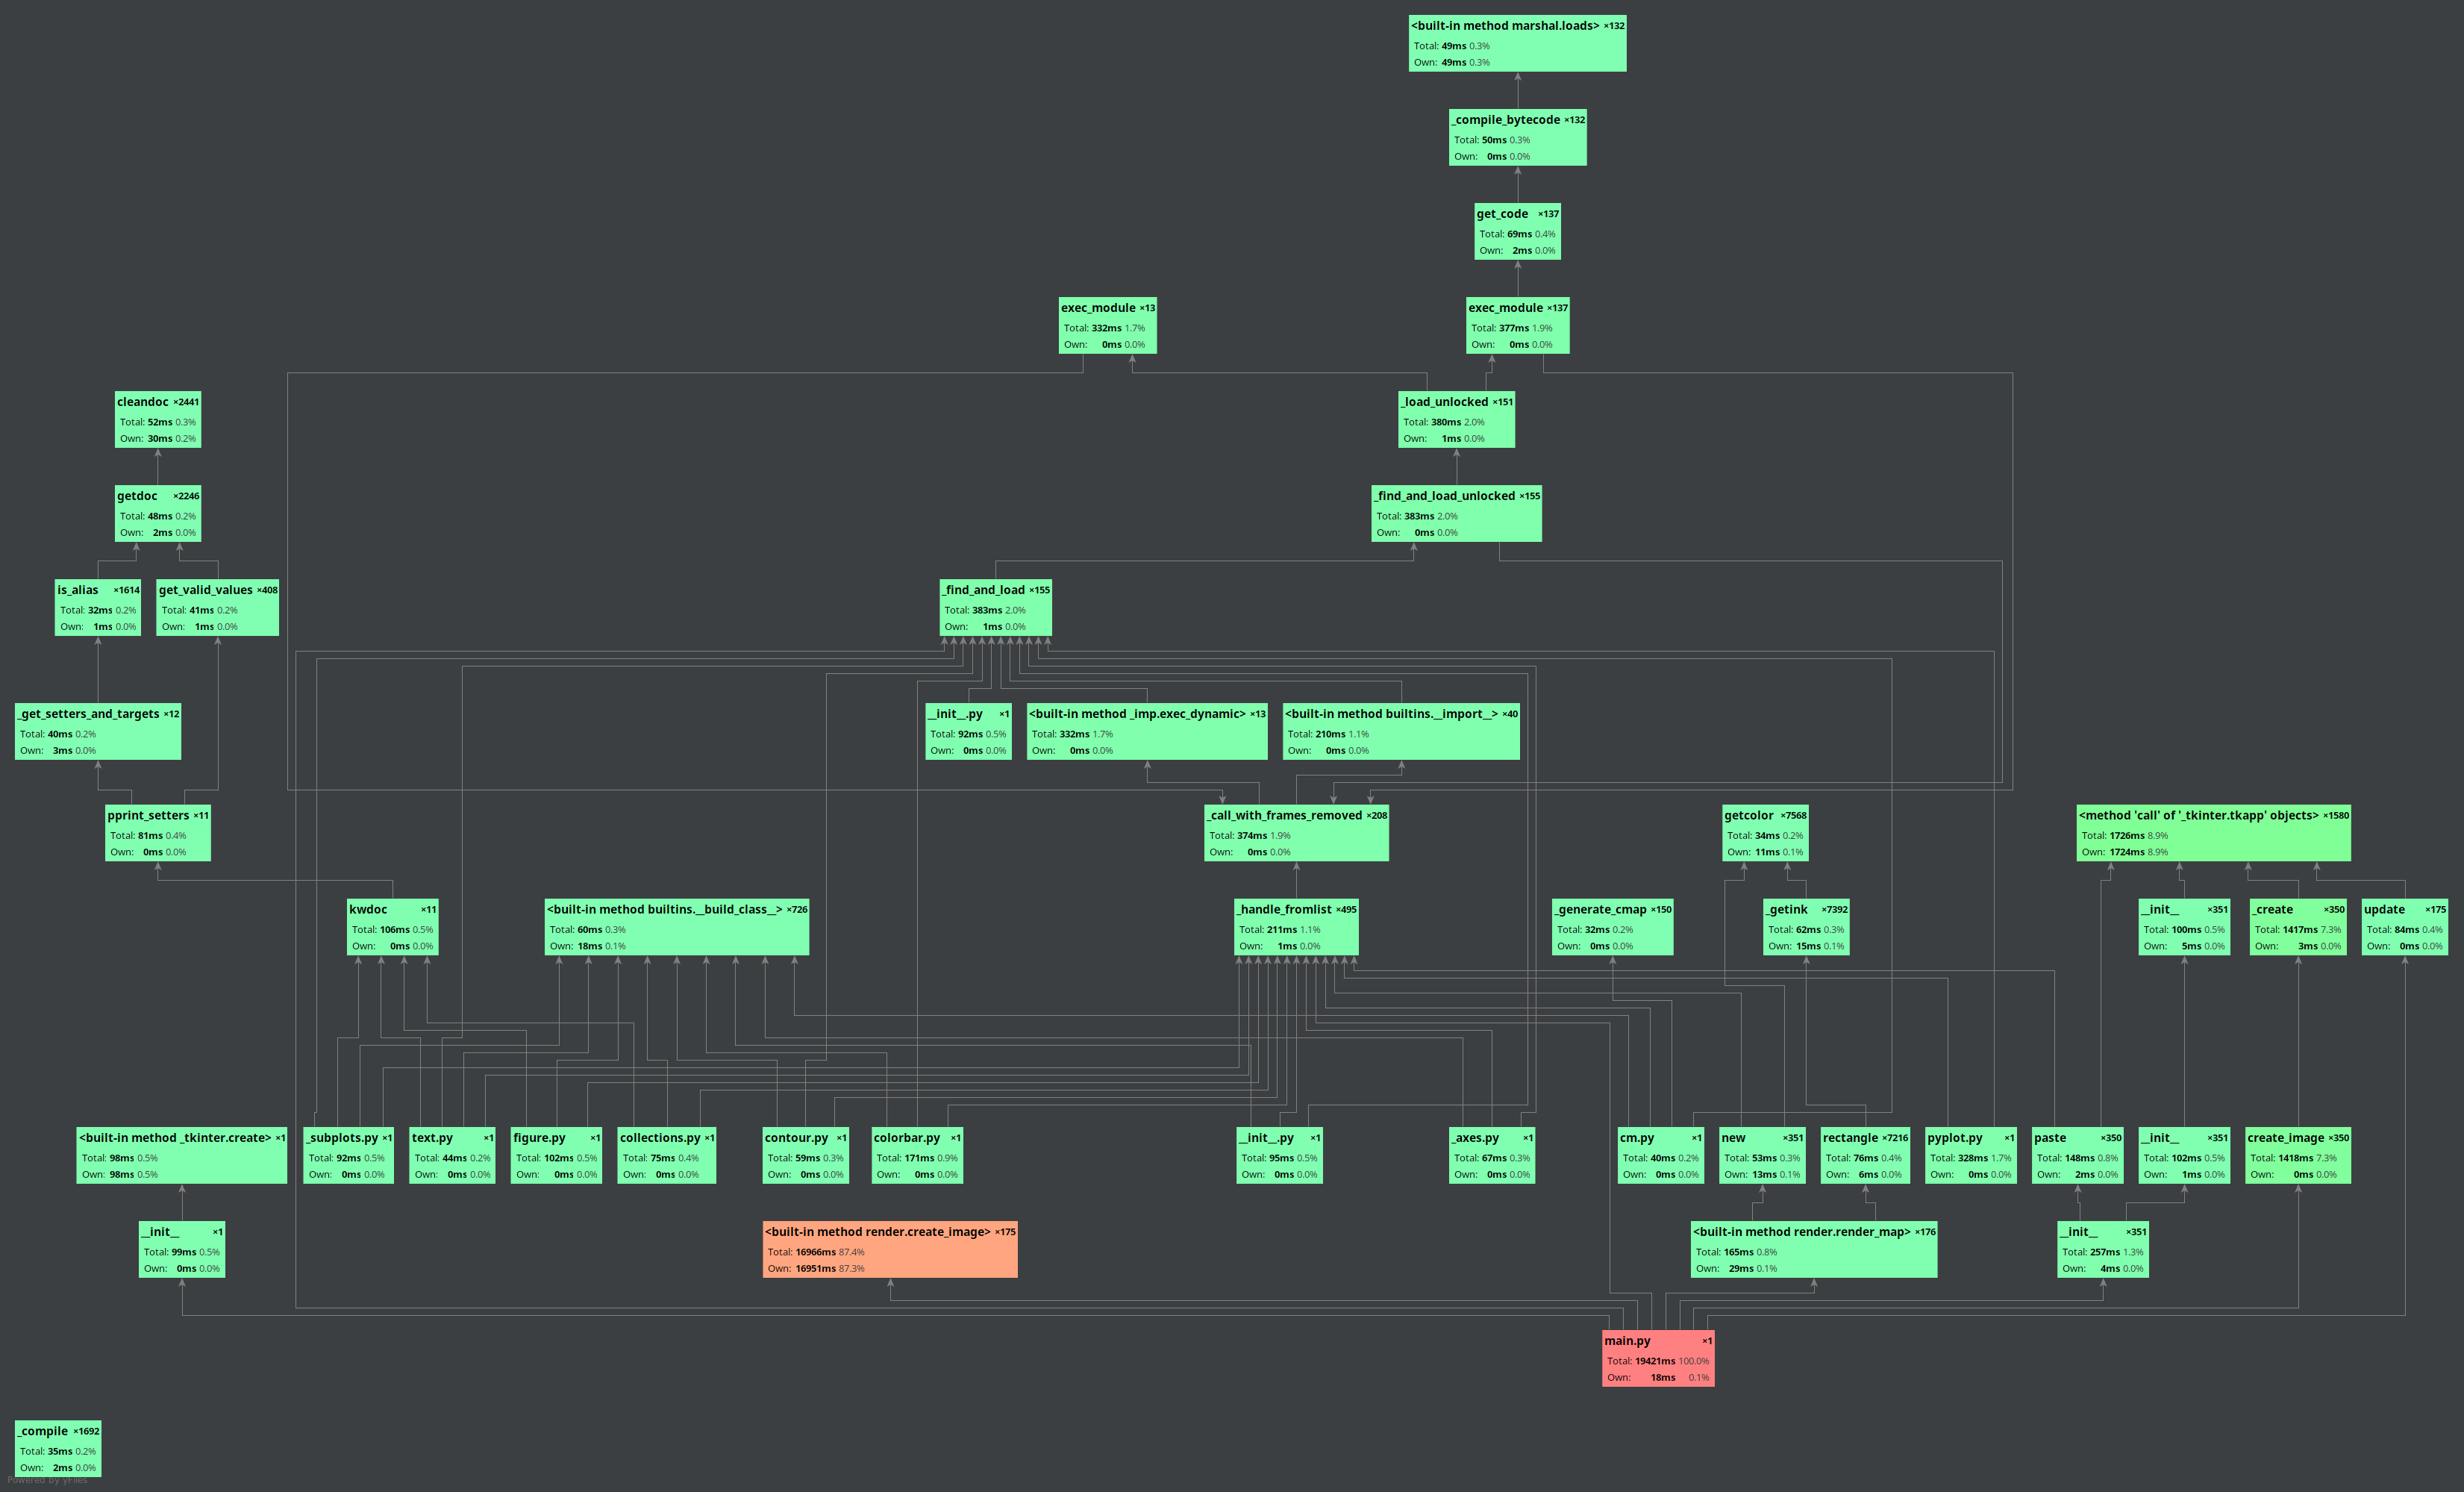 <built-in method marshal.loads> ×132
Total: 49ms 0.3%
Own: 49ms 0.3%
_compile_bytecode ×132
Total: 50ms 0.3%
Own: 0ms 0.0%
get_code ×137
Total: 69ms 0.4%
Own: 2ms 0.0%
exec_module ×13
Total: 332ms 1.7%
Own: 0ms 0.0%
exec_module ×137
Total: 377ms 1.9%
Own: 0ms 0.0%
cleandoc ×2441
Total: 52ms 0.3%
Own: 30ms 0.2%
_load_unlocked ×151
Total: 380ms 2.0%
Own: 1ms 0.0%
getdoc ×2246
Total: 48ms 0.2%
Own: 2ms 0.0%
_find_and_load_unlocked ×155
Total: 383ms 2.0%
Own: 0ms 0.0%
is_alias ×1614
Total: 32ms 0.2%
Own: 1ms 0.0%
get_valid_values ×408
Total: 41ms 0.2%
Own: 1ms 0.0%
_find_and_load ×155
Total: 383ms 2.0%
Own: 1ms 0.0%
_get_setters_and_targets ×12
Total: 40ms 0.2%
Own: 3ms 0.0%
__init__.py ×1
Total: 92ms 0.5%
Own: 0ms 0.0%
<built-in method _imp.exec_dynamic> ×13
Total: 332ms 1.7%
Own: 0ms 0.0%
<built-in method builtins.__import__> ×40
Total: 210ms 1.1%
Own: 0ms 0.0%
pprint_setters ×11
Total: 81ms 0.4%
Own: 0ms 0.0%
_call_with_frames_removed ×208
Total: 374ms 1.9%
Own: 0ms 0.0%
getcolor ×7568
Total: 34ms 0.2%
Own: 11ms 0.1%
<method 'call' of '_tkinter.tkapp' objects> ×1580
Total: 1726ms 8.9%
Own: 1724ms 8.9%
kwdoc ×11
Total: 106ms 0.5%
Own: 0ms 0.0%
<built-in method builtins.__build_class__> ×726
Total: 60ms 0.3%
Own: 18ms 0.1%
_handle_fromlist ×495
Total: 211ms 1.1%
Own: 1ms 0.0%
_generate_cmap ×150
Total: 32ms 0.2%
Own: 0ms 0.0%
_getink ×7392
Total: 62ms 0.3%
Own: 15ms 0.1%
__init__ ×351
Total: 100ms 0.5%
Own: 5ms 0.0%
_create ×350
Total: 1417ms 7.3%
Own: 3ms 0.0%
update ×175
Total: 84ms 0.4%
Own: 0ms 0.0%
<built-in method _tkinter.create> ×1
Total: 98ms 0.5%
Own: 98ms 0.5%
_subplots.py ×1
Total: 92ms 0.5%
Own: 0ms 0.0%
text.py ×1
Total: 44ms 0.2%
Own: 0ms 0.0%
figure.py ×1
Total: 102ms 0.5%
Own: 0ms 0.0%
collections.py ×1
Total: 75ms 0.4%
Own: 0ms 0.0%
contour.py ×1
Total: 59ms 0.3%
Own: 0ms 0.0%
colorbar.py ×1
Total: 171ms 0.9%
Own: 0ms 0.0%
__init__.py ×1
Total: 95ms 0.5%
Own: 0ms 0.0%
_axes.py ×1
Total: 67ms 0.3%
Own: 0ms 0.0%
cm.py ×1
Total: 40ms 0.2%
Own: 0ms 0.0%
new ×351
Total: 53ms 0.3%
Own: 13ms 0.1%
rectangle ×7216
Total: 76ms 0.4%
Own: 6ms 0.0%
pyplot.py ×1
Total: 328ms 1.7%
Own: 0ms 0.0%
paste ×350
Total: 148ms 0.8%
Own: 2ms 0.0%
__init__ ×351
Total: 102ms 0.5%
Own: 1ms 0.0%
create_image ×350
Total: 1418ms 7.3%
Own: 0ms 0.0%
__init__ ×1
Total: 99ms 0.5%
Own: 0ms 0.0%
<built-in method render.create_image> ×175
Total: 16966ms 87.4%
Own: 16951ms 87.3%
<built-in method render.render_map> ×176
Total: 165ms 0.8%
Own: 29ms 0.1%
__init__ ×351
Total: 257ms 1.3%
Own: 4ms 0.0%
main.py ×1
Total: 19421ms 100.0%
Own: 18ms 0.1%
_compile ×1692
Total: 35ms 0.2%
Own: 2ms 0.0%
Powered by yFiles